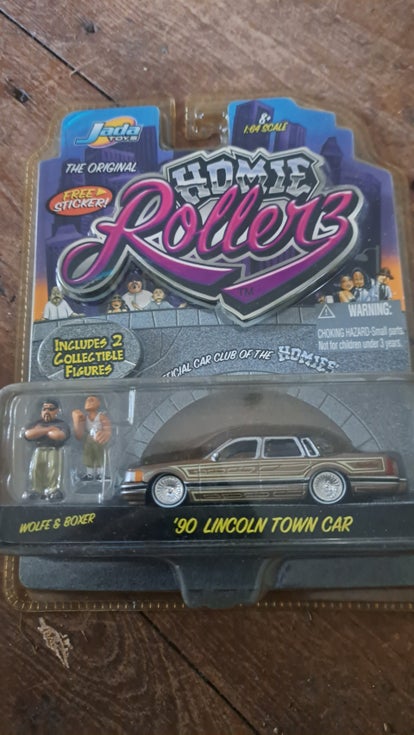 Jada
TOYS
8+
1:64 SCALE
THE ORIGINAL
HOMIE
FREE
STICKER!
Rollerz
TM
WARNING:
CHOKING HAZARD-Small parts.
Not for children under 3 years.
INCLUDES 2
COLLECTIBLE
FIGURES
OFFICIAL CAR CLUB OF THE HOMIES
WOLFE & BOXER
'90 LINCOLN TOWN CAR